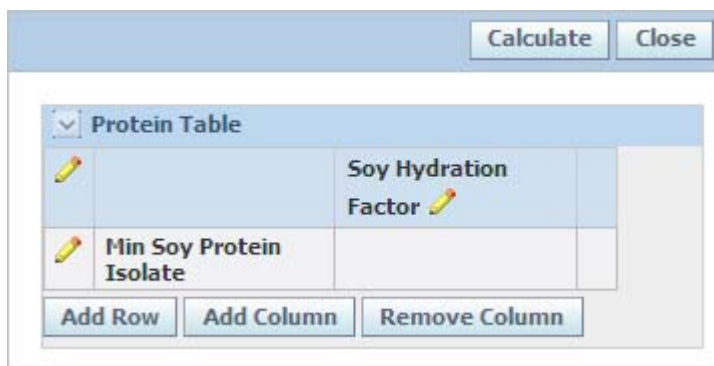 Calculate Close
Protein Table
Soy Hydration
Factor
Min Soy Protein
Isolate
Add Row Add Column Remove Column